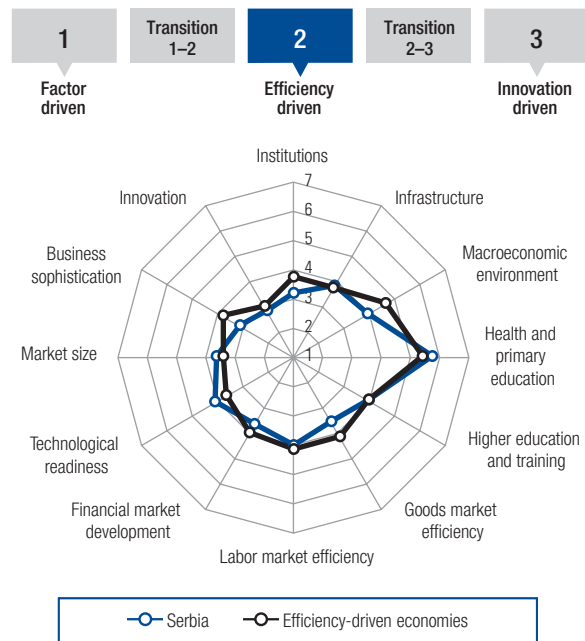 1
Transition
1–2
2
Transition
2–3
3
Factor
driven
Efficiency
driven
Innovation
driven
Institutions
7
6
5
4
3
2
1
Infrastructure
Macroeconomic
environment
Health and
primary
education
Higher education
and training
Goods market
efficiency
Labor market efficiency
Financial market
development
Technological
readiness
Market size
Business
sophistication
Innovation
Serbia
Efficiency-driven economies